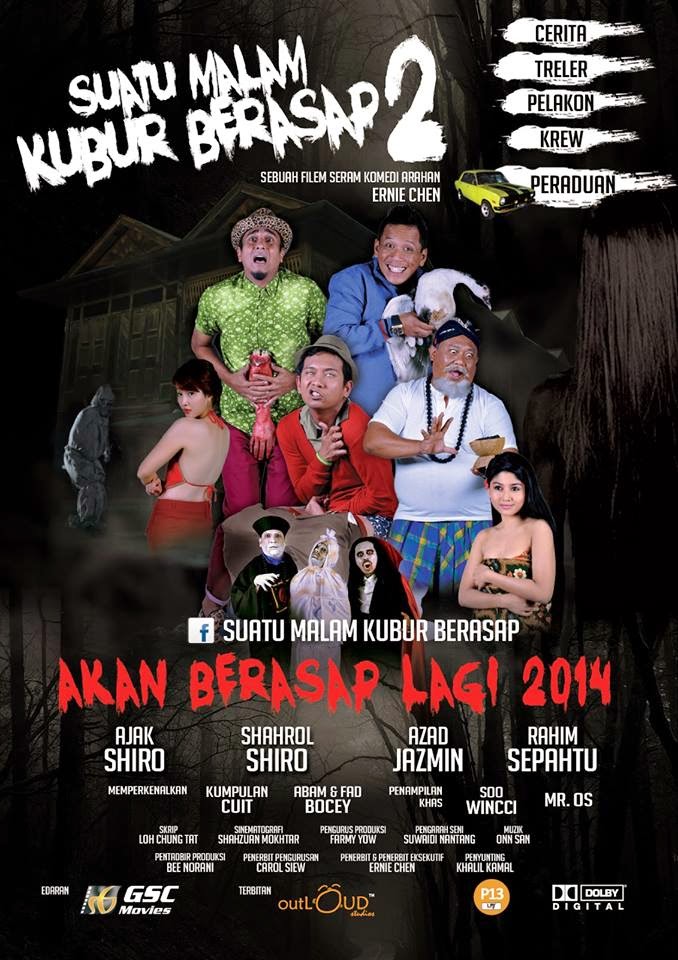 SUATU MALAM
KUBUR BERASAP 2
SEBUAH FILEM SERAM KOMEDI ARAHAN
ERNIE CHEN
CERITA
TRELER
PELAKON
KREW
PERADUAN
f SUATU MALAM KUBUR BERASAP
AKAN BERASAP LAGI 2014
AJAK
SHIRO
SHAHROL
SHIRO
AZAD
JAZMIN
RAHIM
SEPAHTU
MEMPERKENALKAN
KUMPULAN
CUIT
ABAM & FAD
BOCEY
PENAMPILAN
KHAS
SOO
WINCCI
MR. OS
SKRIP
LOH CHUNG TAT
SINEMATOGRAFI
SHAHZUAN MOKHTAR
PENGURUS PRODUKSI
FARMY YOW
PENGARAH SENI
SUWAIDI NANTANG
MUZIK
ONN SAN
PENTADBIR PRODUKSI
BEE NORANI
PENERBIT PENGURUSAN
CAROL SIEW
PENERBIT & PENERBIT EKSEKUTIF
ERNIE CHEN
PENYUNTING
KHALIL KAMAL
EDARAN
GSC
Movies
TERBITAN
outLOUD™
studios
P13
DOLBY
DIGITAL